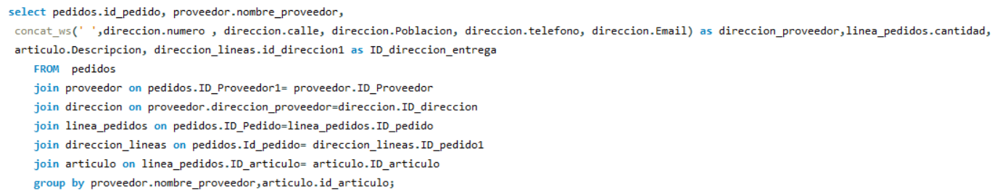 select pedidos.id_pedido, proveedor.nombre_proveedor,
concat_ws(' ',direccion.numero , direccion.calle, direccion.Poblacion, direccion.telefono, direccion.Email) as direccion_proveedor,linea_pedidos.cantidad,
articulo.Descripcion, direccion_lineas.id_direccion1 as ID_direccion_entrega
FROM  pedidos
join proveedor on pedidos.ID_Proveedor1= proveedor.ID_Proveedor
join direccion on proveedor.direccion_proveedor=direccion.ID_direccion
join linea_pedidos on pedidos.ID_Pedido=linea_pedidos.ID_pedido
join direccion_lineas on pedidos.Id_pedido= direccion_lineas.ID_pedido1
join articulo on linea_pedidos.ID_articulo= articulo.ID_articulo
group by proveedor.nombre_proveedor,articulo.id_articulo;